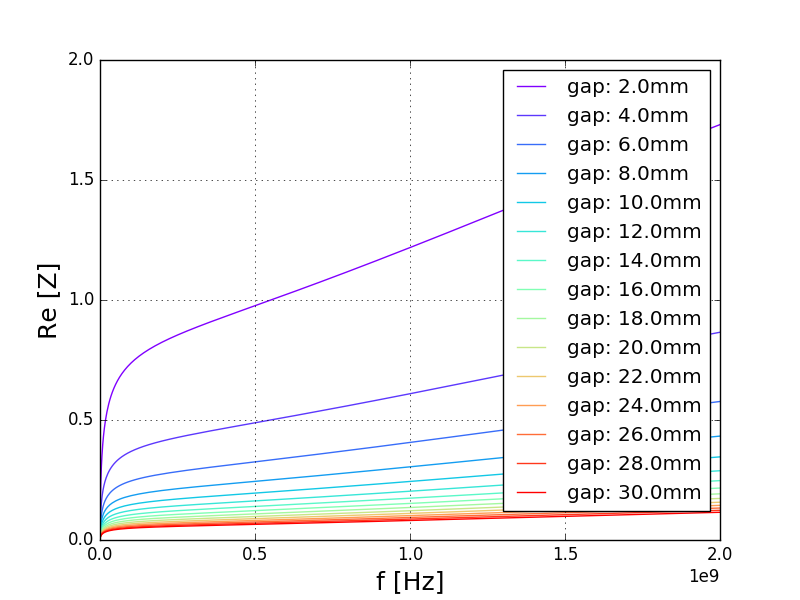 2.0
1.5
1.0
0.5
0.0
Re [Z]
0.0 0.5 1.0 1.5 2.0
1e9
f [Hz]
gap: 2.0mm
gap: 4.0mm
gap: 6.0mm
gap: 8.0mm
gap: 10.0mm
gap: 12.0mm
gap: 14.0mm
gap: 16.0mm
gap: 18.0mm
gap: 20.0mm
gap: 22.0mm
gap: 24.0mm
gap: 26.0mm
gap: 28.0mm
gap: 30.0mm